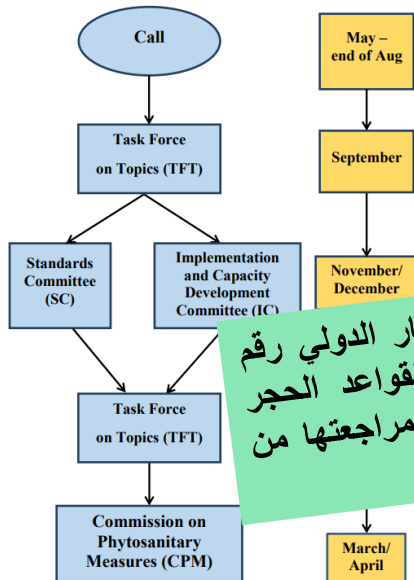 Call
May –
end of Aug
Task Force
on Topics (TFT)
September
Standards
Committee
(SC)
Implementation
and Capacity
Development
Committee (IC)
November/
December
الدولي رقم
الحجر
مراجعتها من
Task Force
on Topics (TFT)
Commission on
Phytosanitary
Measures (CPM)
March/
April